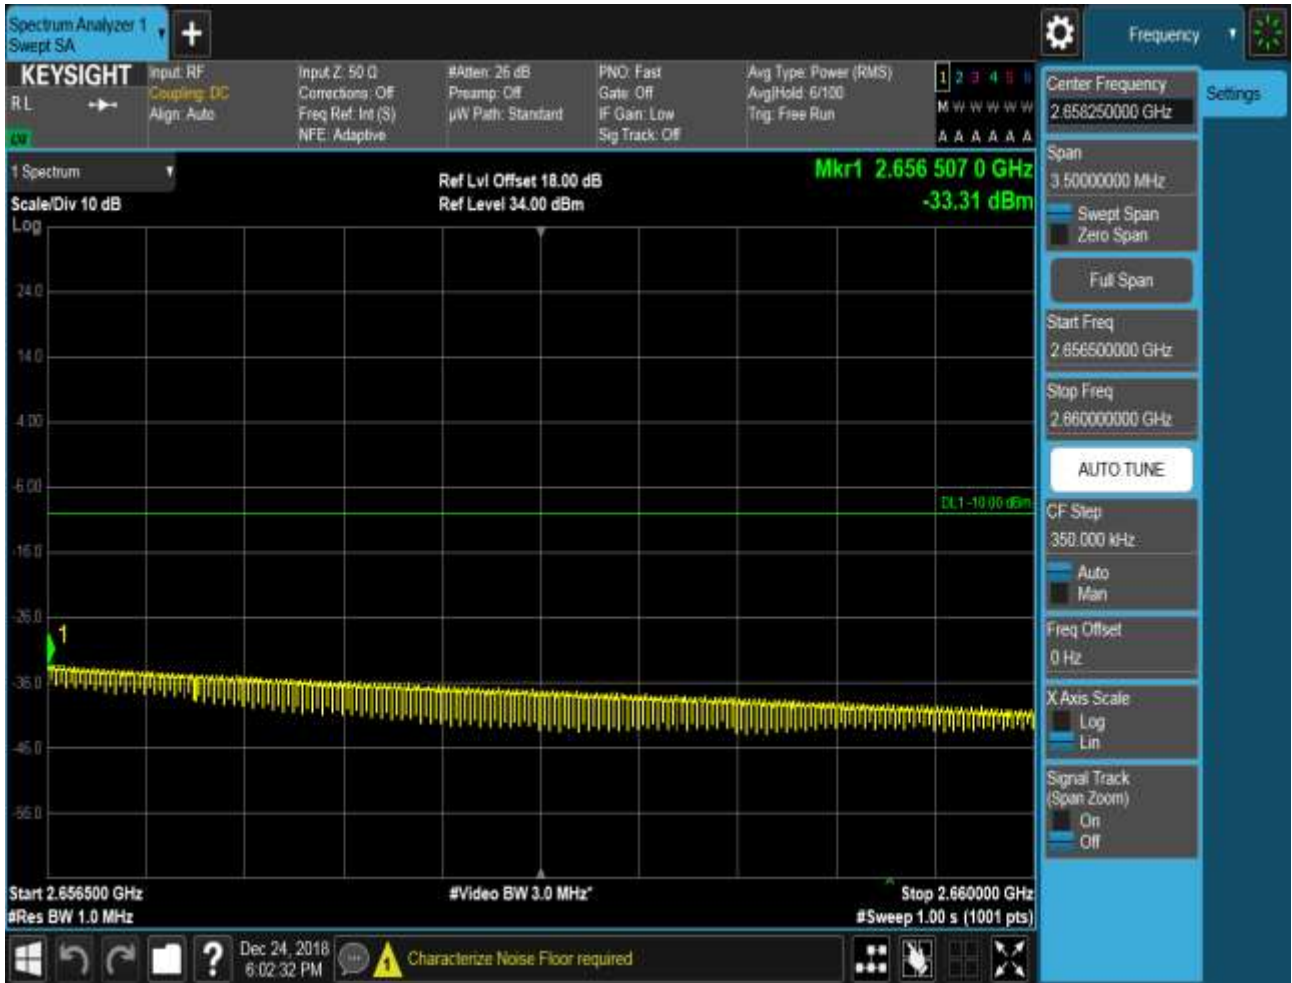 Spectrum Analyzer 1
Swept SA
Frequency
KEYSIGHT
R L
Input: RF
Coupling: DC
Align: Auto
Input Z: 50 Ω
Corrections: Off
Freq Ref: Int (S)
NFE: Adaptive
#Atten: 26 dB
Preamp: Off
µW Path: Standard
PNO: Fast
Gate: Off
IF Gain: Low
Sig Track: Off
Avg Type: Power (RMS)
Avg|Hold: 6/100
Trig: Free Run
1 2 3 4 5 6
M W W W W W
A A A A A A
1 Spectrum
Scale/Div 10 dB
Ref Lvl Offset 18.00 dB
Ref Level 34.00 dBm
Mkr1 2.656 507 0 GHz
-33.31 dBm
Log
24.0
14.0
4.00
-6.00
DL1 -10.00 dBm
-16.0
-26.0
1
-36.0
-46.0
-56.0
Start 2.656500 GHz
#Video BW 3.0 MHz*
Stop 2.660000 GHz
#Res BW 1.0 MHz
#Sweep 1.00 s (1001 pts)
Dec 24, 2018
6:02:32 PM
Characterize Noise Floor required
Settings
Center Frequency
2.658250000 GHz
Span
3.50000000 MHz
Swept Span
Zero Span
Full Span
Start Freq
2.656500000 GHz
Stop Freq
2.660000000 GHz
AUTO TUNE
CF Step
350.000 kHz
Auto
Man
Freq Offset
0 Hz
X Axis Scale
Log
Lin
Signal Track
(Span Zoom)
On
Off